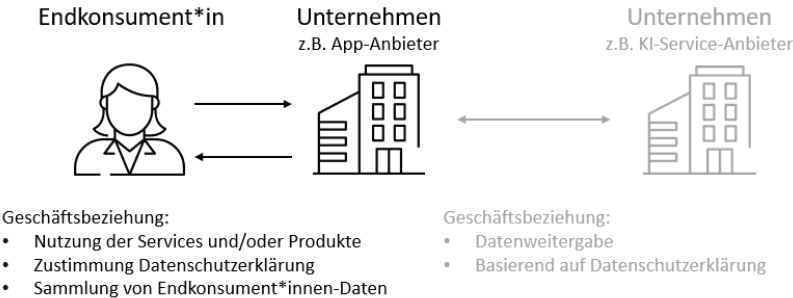 Endkonsument*in
Unternehmen
z.B. App-Anbieter
Unternehmen
z.B. KI-Service-Anbieter
Geschäftsbeziehung:
• Nutzung der Services und/oder Produkte
• Zustimmung Datenschutzerklärung
• Sammlung von Endkonsument*innen-Daten
Geschäftsbeziehung:
• Datenweitergabe
• Basierend auf Datenschutzerklärung